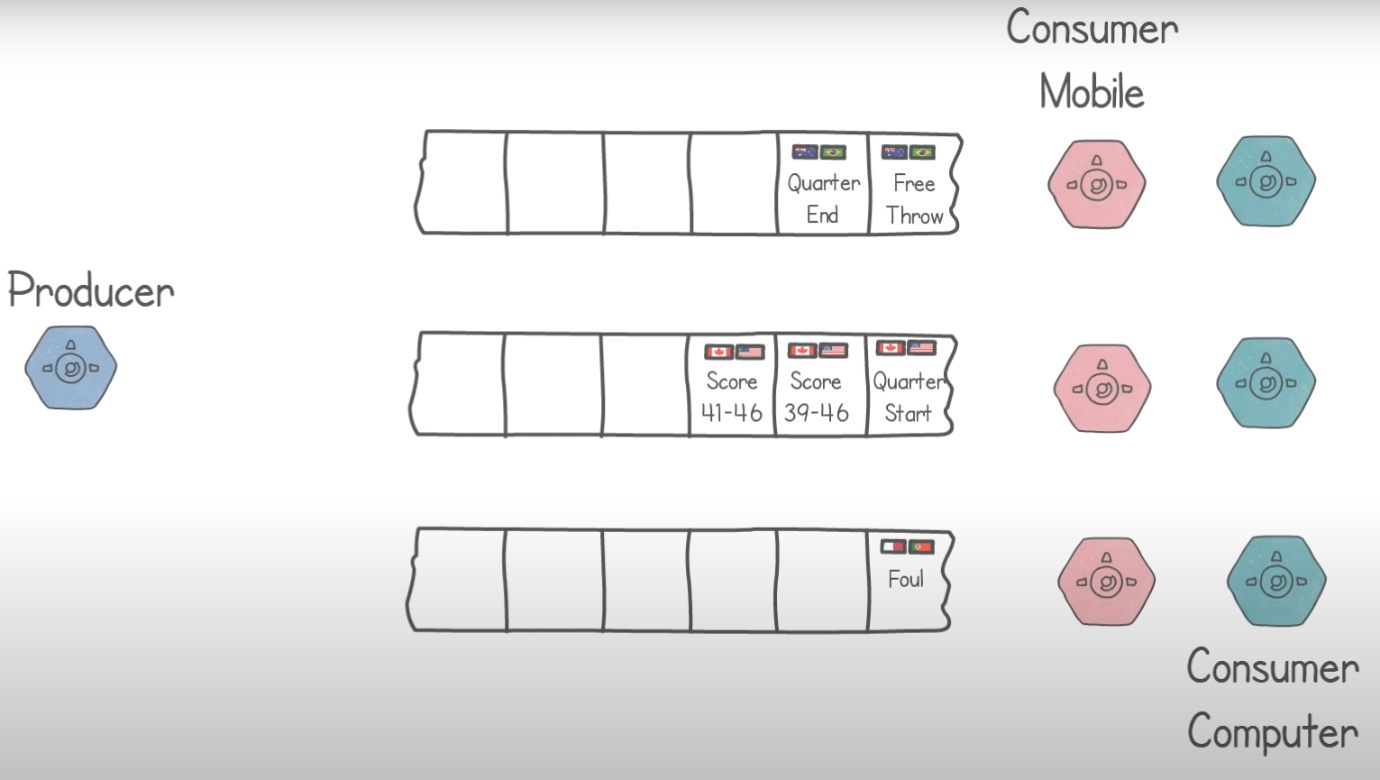 Consumer
Mobile
Quarter
End
Free
Throw
Producer
Score
41-46
Score
39-46
Quarter
Start
Foul
Consumer
Computer